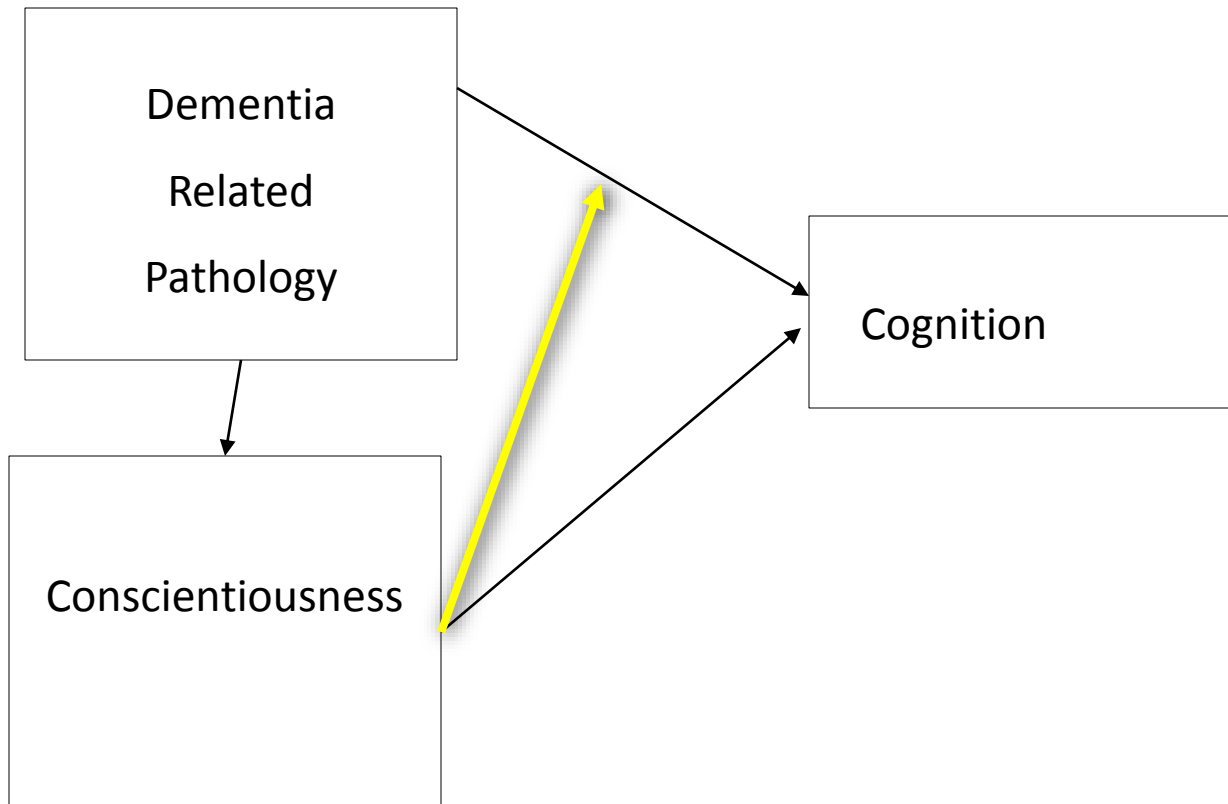 Dementia
Related
Pathology
Cognition
Conscientiousness